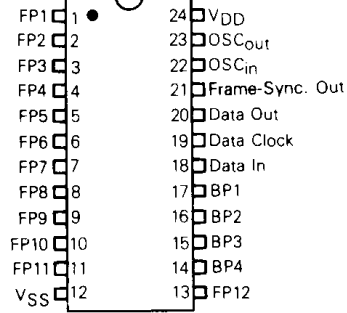 FP1 1 24 VDD
FP2 2 23 OSCout
FP3 3 22 OSCin
FP4 4 21 Frame-Sync. Out
FP5 5 20 Data Out
FP6 6 19 Data Clock
FP7 7 18 Data In
FP8 8 17 BP1
FP9 9 16 BP2
FP10 10 15 BP3
FP11 11 14 BP4
VSS 12 13 FP12